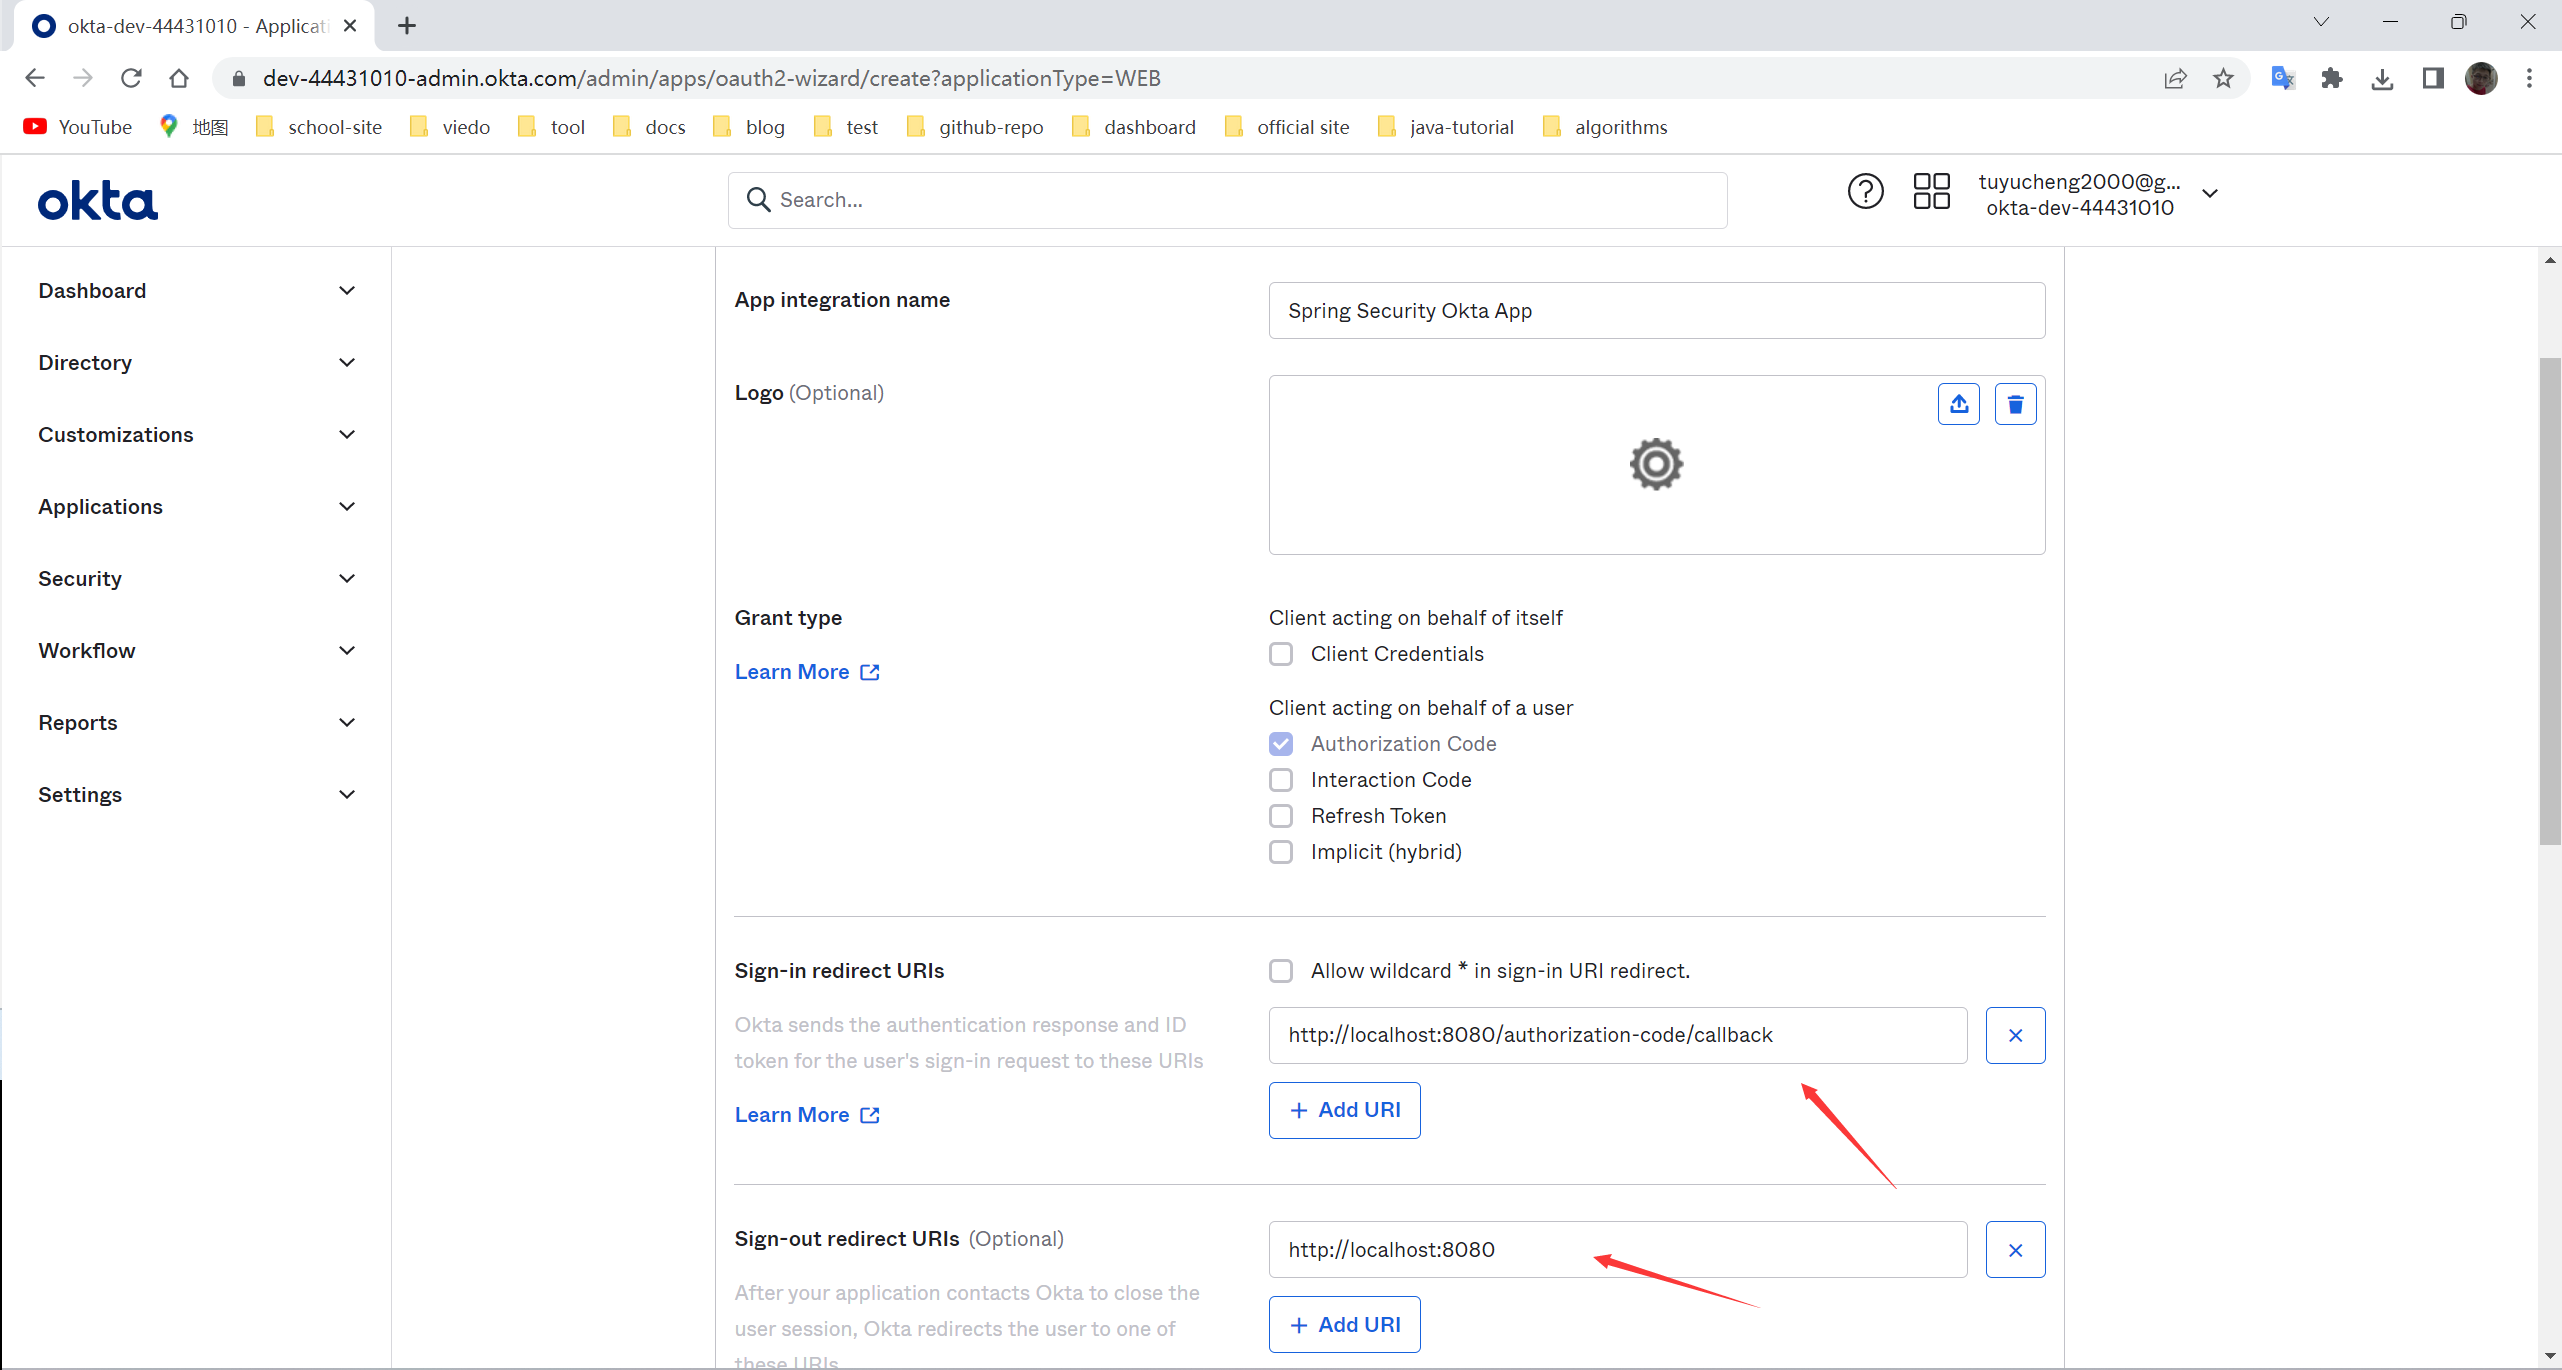 okta-dev-44431010 - Applicati
dev-44431010-admin.okta.com/admin/apps/oauth2-wizard/create?applicationType=WEB
YouTube 地图 school-site viedo tool docs blog test github-repo dashboard official site java-tutorial algorithms
okta
Search...
tuyucheng2000@g...
okta-dev-44431010
Dashboard
Directory
Customizations
Applications
Security
Workflow
Reports
Settings
App integration name
Spring Security Okta App
Logo (Optional)
Grant type
Learn More
Client acting on behalf of itself
Client Credentials
Client acting on behalf of a user
Authorization Code
Interaction Code
Refresh Token
Implicit (hybrid)
Sign-in redirect URIs
Okta sends the authentication response and ID
token for the user's sign-in request to these URIs
Learn More
Allow wildcard * in sign-in URI redirect.
http://localhost:8080/authorization-code/callback
+ Add URI
Sign-out redirect URIs (Optional)
After your application contacts Okta to close the
user session, Okta redirects the user to one of
these URIs.
http://localhost:8080
+ Add URI